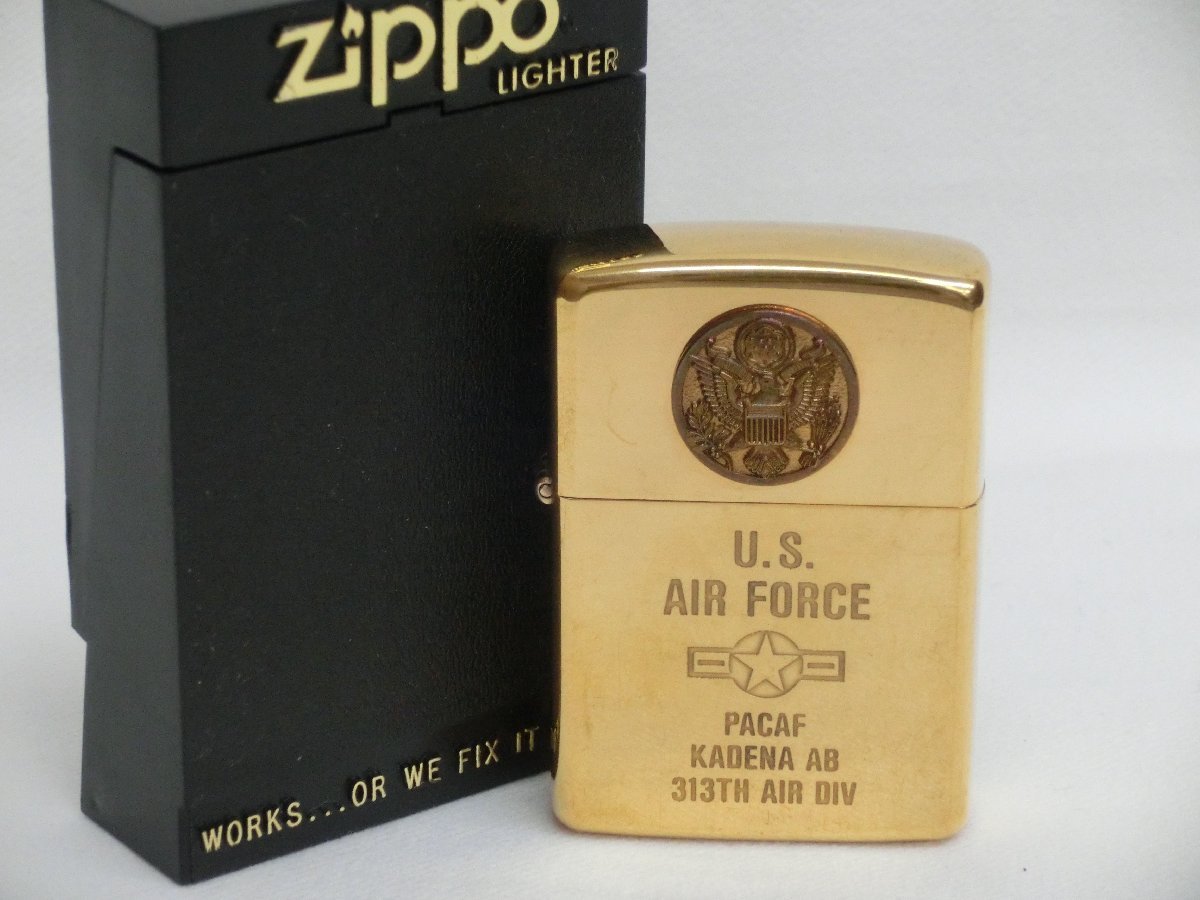 Zippo
LIGHTER
WORKS...OR WE FIX IT
U.S.
AIR FORCE
PACAF
KADENA AB
313TH AIR DIV